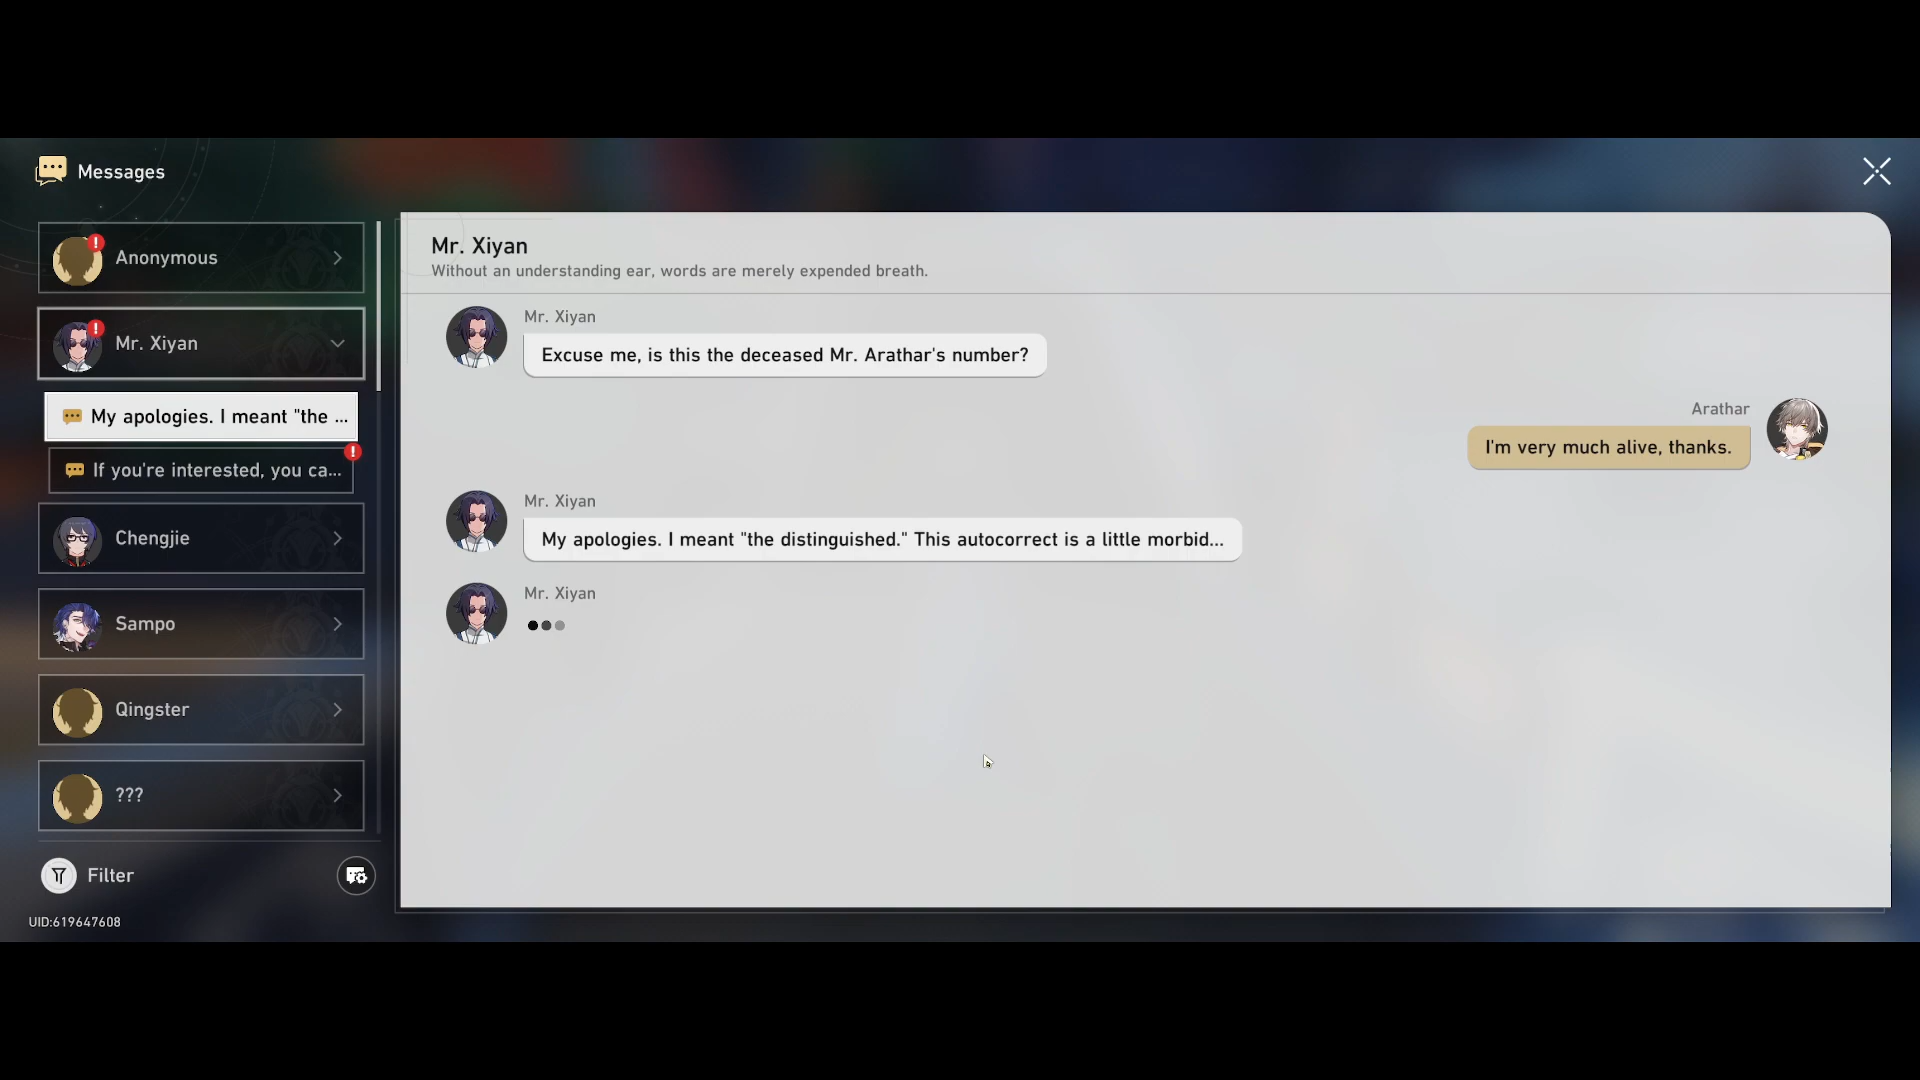 Messages
Anonymous
Mr. Xiyan
My apologies. I meant "the ...
If you're interested, you ca...
Chengjie
Sampo
Qingster
???
Filter
UID:619647608
Mr. Xiyan
Without an understanding ear, words are merely expended breath.
Mr. Xiyan
Excuse me, is this the deceased Mr. Arathar's number?
Arathar
I'm very much alive, thanks.
Mr. Xiyan
My apologies. I meant "the distinguished." This autocorrect is a little morbid...
Mr. Xiyan